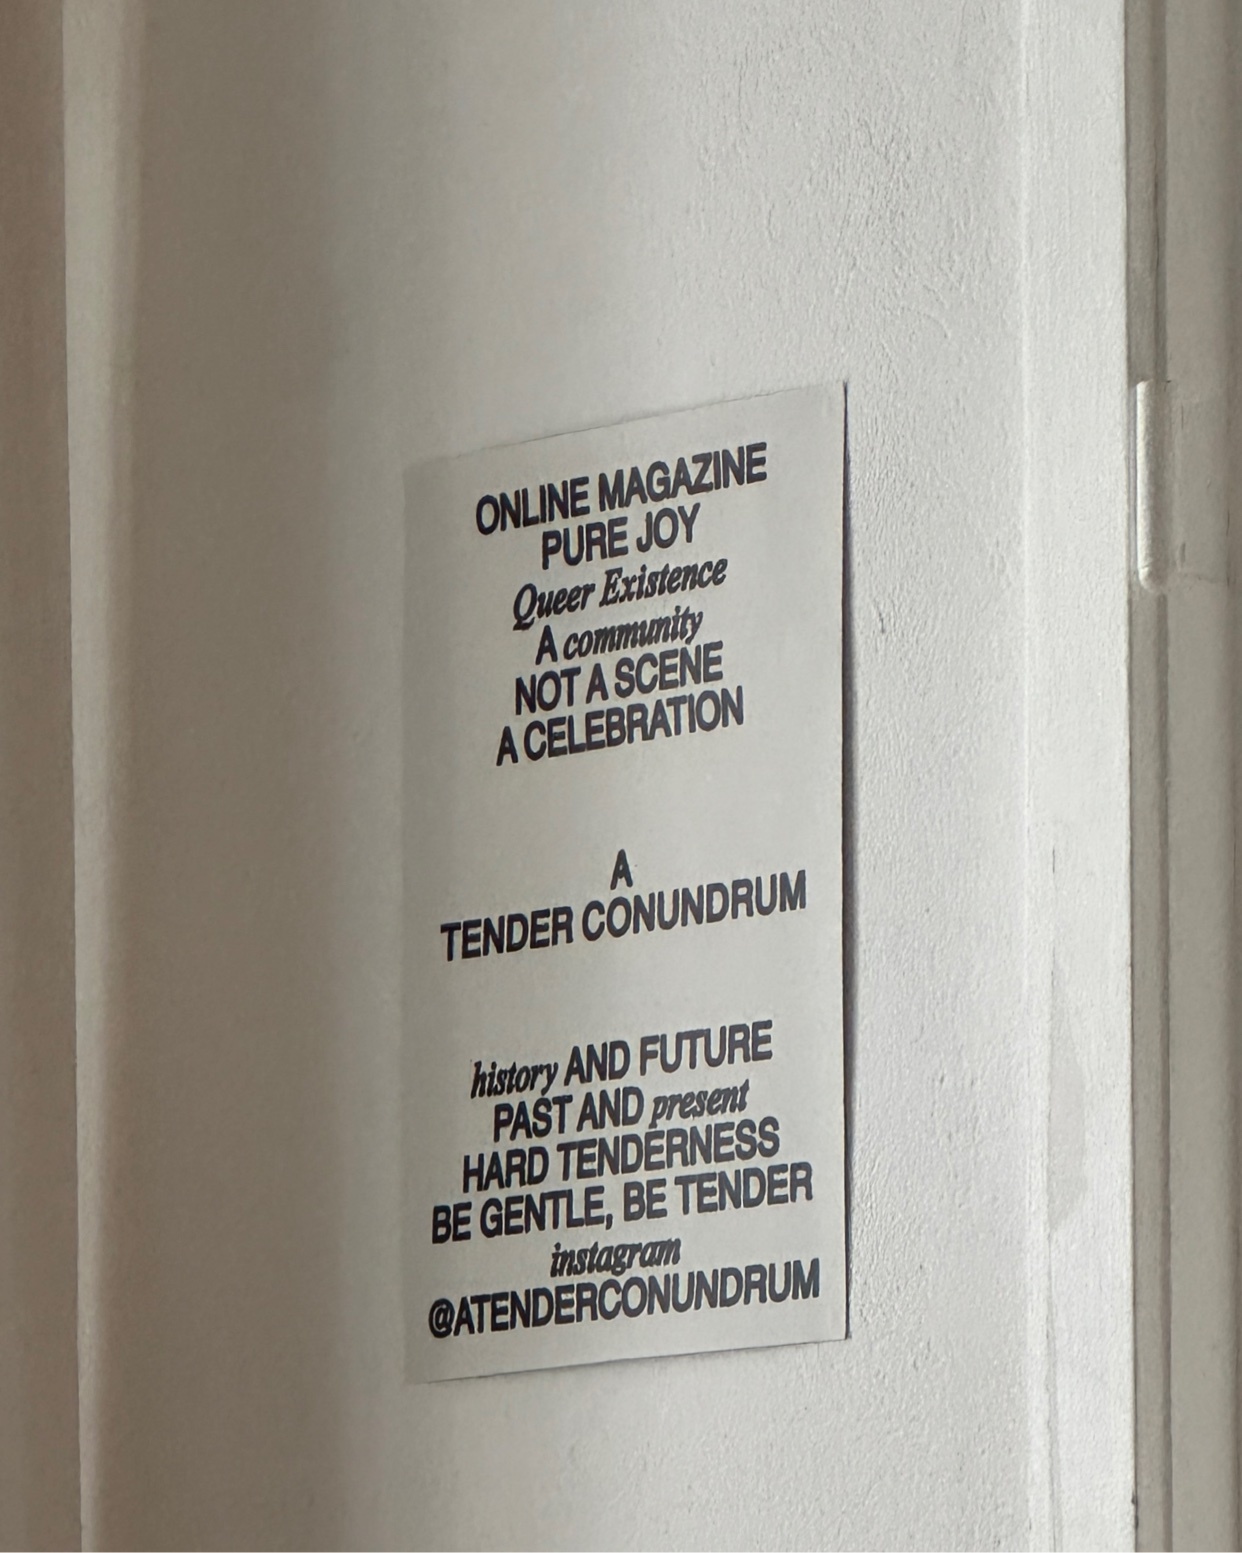 ONLINE MAGAZINE
PURE JOY
Queer Existence
A community
NOT A SCENE
A CELEBRATION
A
TENDER CONUNDRUM
history AND FUTURE
PAST AND present
HARD TENDERNESS
BE GENTLE, BE TENDER
instagram
@ATENDERCONUNDRUM